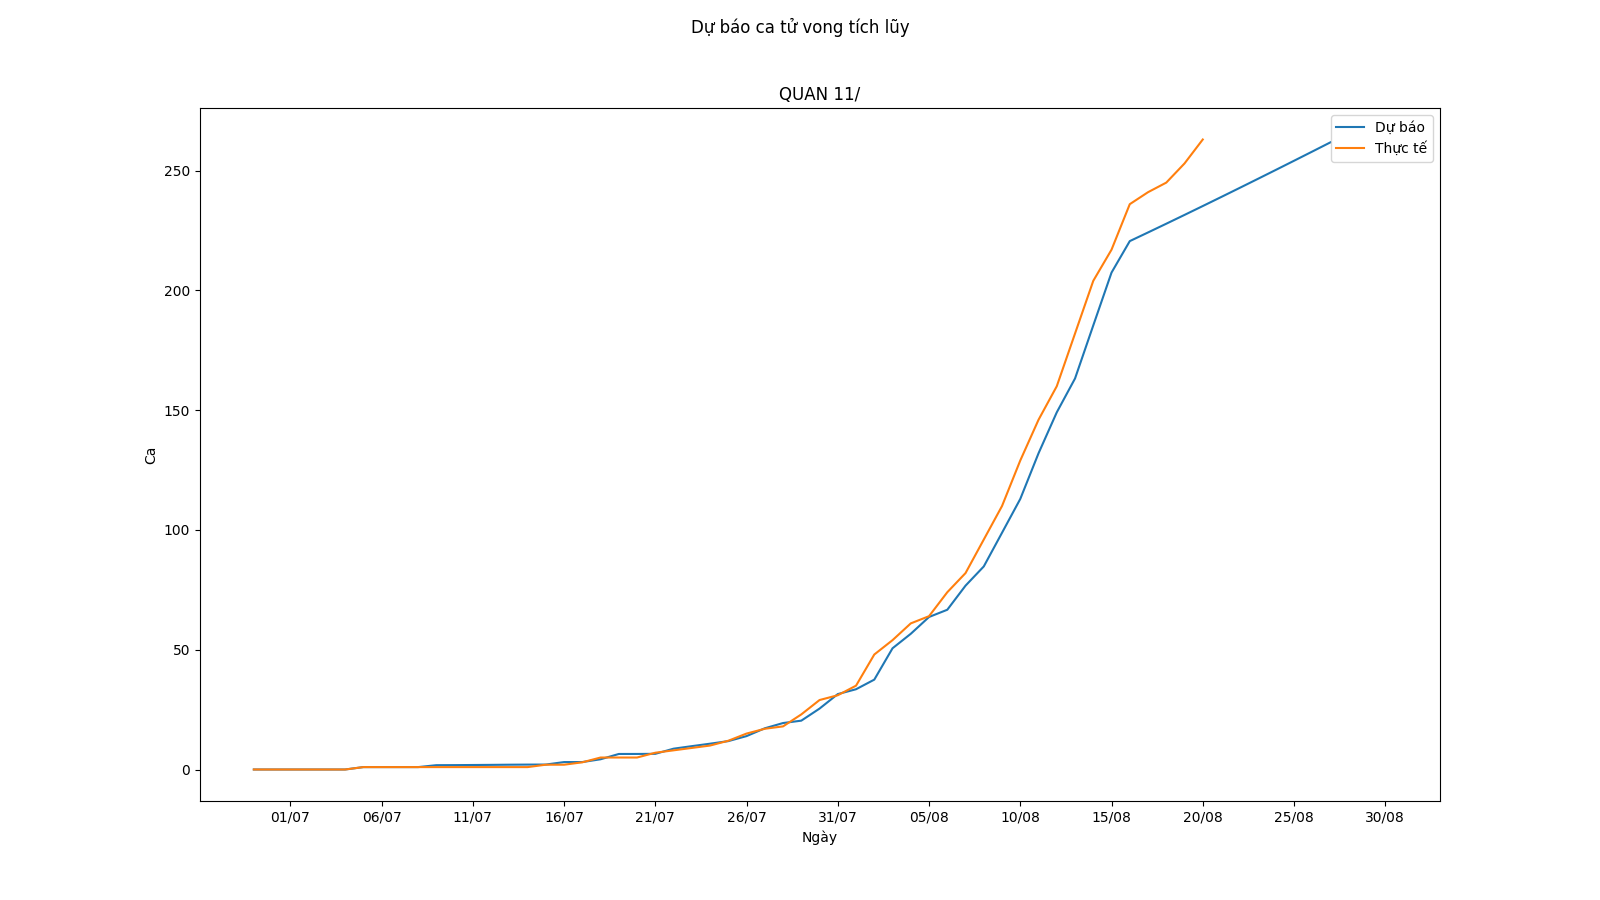 Dự báo ca tử vong tích lũy
QUAN 11/
Dự báo
Thực tế
250
200
150
100
50
0
Ca
01/07 06/07 11/07 16/07 21/07 26/07 31/07 05/08 10/08 15/08 20/08 25/08 30/08
Ngày